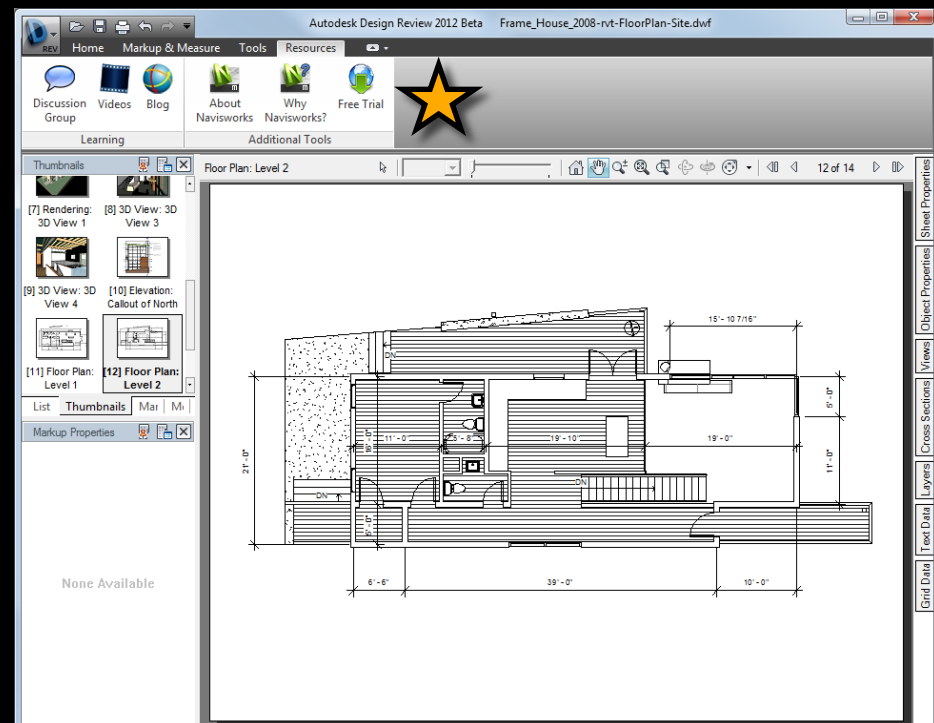 Autodesk Design Review 2012 Beta Frame_House_2008-rvt-FloorPlan-Site.dwf
REV
Home Markup & Measure Tools Resources
Discussion Group
Videos
Blog
About Navisworks
Why Navisworks?
Free Trial
Learning
Additional Tools
Thumbnails
[7] Rendering: 3D View 1
[8] 3D View: 3D View 3
[9] 3D View: 3D View 4
[10] Elevation: Callout of North
[11] Floor Plan: Level 1
[12] Floor Plan: Level 2
List Thumbnails Mar
Markup Properties
None Available
Floor Plan: Level 2
12 of 14
15' - 10 7/16"
DN
5' - 0"
21' - 0"
11' - 0"
5' - 8"
19' - 10"
19' - 0"
11' - 0"
DN
DN
5' - 0"
6' - 6"
39' - 0"
10' - 0"
Sheet Properties
Object Properties
Views
Cross Sections
Layers
Text Data
Grid Data